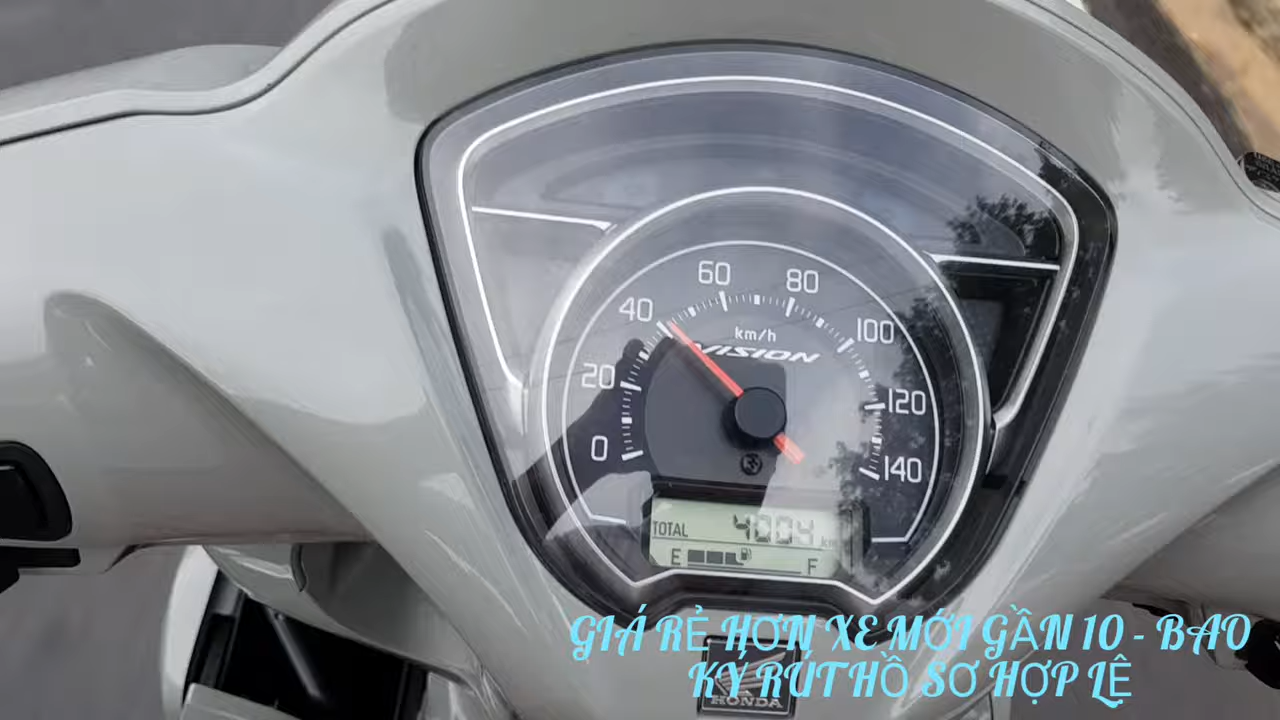 60
80
40
100
km/h
VISION
20
120
0
140
TOTAL 4004 km
E F
GIÁ RẺ HƠN XE MỚI GẦN 10 - BAO
KÝ RÚT HỒ SƠ HỢP LỆ
HONDA